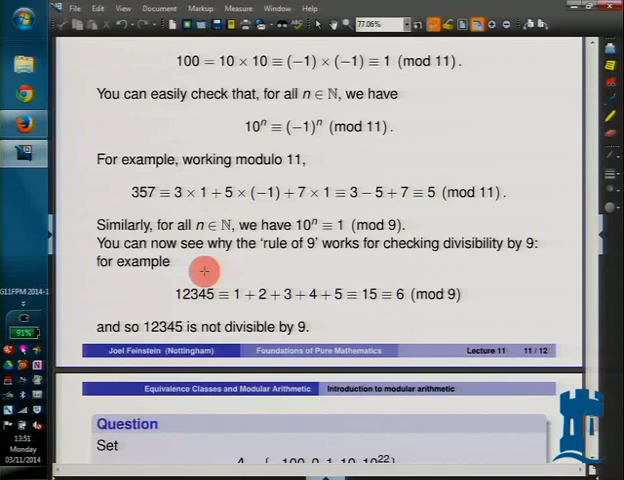 File Edit View Document Markup Measure Window Help
77.06%
100 = 10 × 10 ≡ (−1) × (−1) ≡ 1 (mod 11).
You can easily check that, for all n ∈ ℕ, we have
10ⁿ ≡ (−1)ⁿ (mod 11).
For example, working modulo 11,
357 ≡ 3 × 1 + 5 × (−1) + 7 × 1 ≡ 3 − 5 + 7 ≡ 5 (mod 11).
Similarly, for all n ∈ ℕ, we have 10ⁿ ≡ 1 (mod 9).
You can now see why the ‘rule of 9’ works for checking divisibility by 9:
for example
12345 ≡ 1 + 2 + 3 + 4 + 5 ≡ 15 ≡ 6 (mod 9)
and so 12345 is not divisible by 9.
Joel Feinstein (Nottingham) Foundations of Pure Mathematics Lecture 11 11 / 12
Equivalence Classes and Modular Arithmetic Introduction to modular arithmetic
Question
Set
G11FPM 2014-1
91%
13:51
Monday
03/11/2014